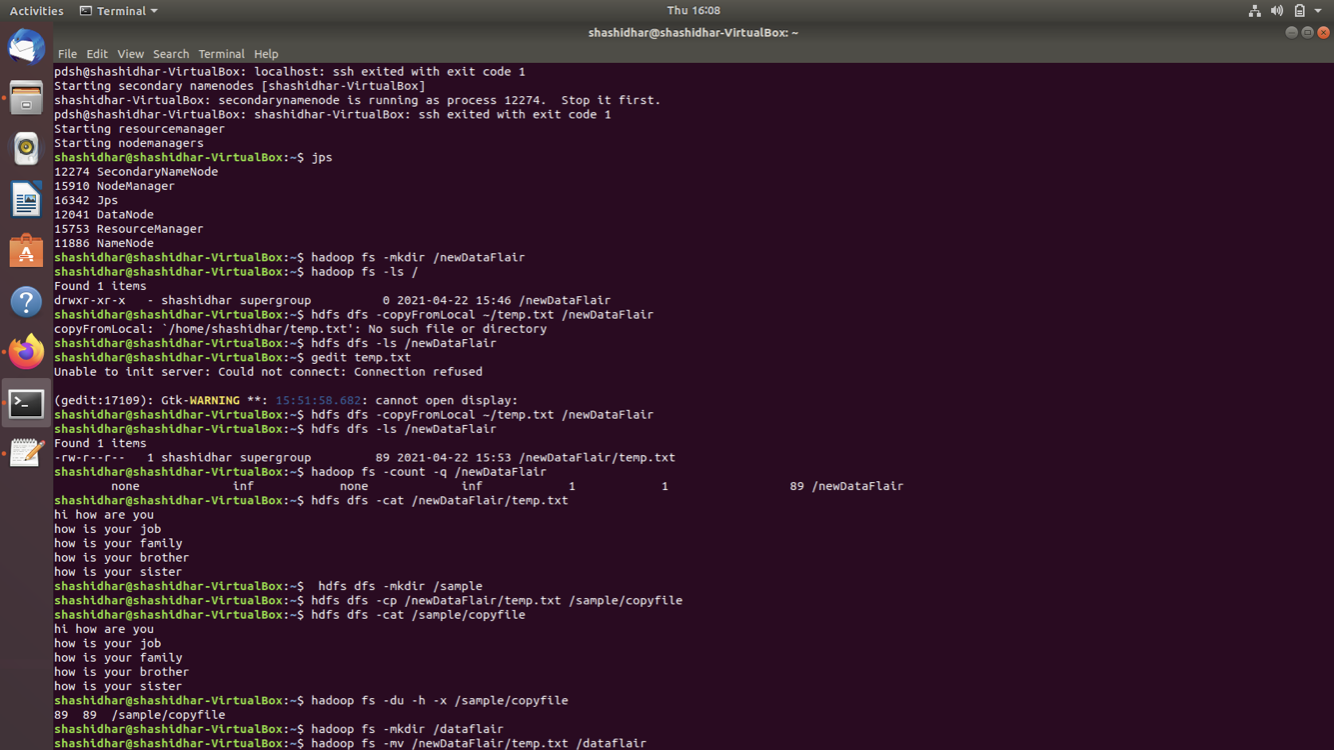 Activities Terminal Thu 16:08
shashidhar@shashidhar-VirtualBox: ~
File Edit View Search Terminal Help
pdsh@shashidhar-VirtualBox: localhost: ssh exited with exit code 1
Starting secondary namenodes [shashidhar-VirtualBox]
shashidhar-VirtualBox: secondarynamenode is running as process 12274.  Stop it first.
pdsh@shashidhar-VirtualBox: shashidhar-VirtualBox: ssh exited with exit code 1
Starting resourcemanager
Starting nodemanagers
shashidhar@shashidhar-VirtualBox:~$ jps
12274 SecondaryNameNode
15910 NodeManager
16342 Jps
12041 DataNode
15753 ResourceManager
11886 NameNode
shashidhar@shashidhar-VirtualBox:~$ hadoop fs -mkdir /newDataFlair
shashidhar@shashidhar-VirtualBox:~$ hadoop fs -ls /
Found 1 items
drwxr-xr-x   - shashidhar supergroup          0 2021-04-22 15:46 /newDataFlair
shashidhar@shashidhar-VirtualBox:~$ hdfs dfs -copyFromLocal ~/temp.txt /newDataFlair
copyFromLocal: `/home/shashidhar/temp.txt': No such file or directory
shashidhar@shashidhar-VirtualBox:~$ hdfs dfs -ls /newDataFlair
shashidhar@shashidhar-VirtualBox:~$ gedit temp.txt
Unable to init server: Could not connect: Connection refused
(gedit:17109): Gtk-WARNING **: 15:51:58.682: cannot open display:
shashidhar@shashidhar-VirtualBox:~$ hdfs dfs -copyFromLocal ~/temp.txt /newDataFlair
shashidhar@shashidhar-VirtualBox:~$ hdfs dfs -ls /newDataFlair
Found 1 items
-rw-r--r--   1 shashidhar supergroup         89 2021-04-22 15:53 /newDataFlair/temp.txt
shashidhar@shashidhar-VirtualBox:~$ hadoop fs -count -q /newDataFlair
        none             inf            none             inf            1            1                 89 /newDataFlair
shashidhar@shashidhar-VirtualBox:~$ hdfs dfs -cat /newDataFlair/temp.txt
hi how are you
how is your job
how is your family
how is your brother
how is your sister
shashidhar@shashidhar-VirtualBox:~$  hdfs dfs -mkdir /sample
shashidhar@shashidhar-VirtualBox:~$ hdfs dfs -cp /newDataFlair/temp.txt /sample/copyfile
shashidhar@shashidhar-VirtualBox:~$ hdfs dfs -cat /sample/copyfile
hi how are you
how is your job
how is your family
how is your brother
how is your sister
shashidhar@shashidhar-VirtualBox:~$ hadoop fs -du -h -x /sample/copyfile
89  89  /sample/copyfile
shashidhar@shashidhar-VirtualBox:~$ hadoop fs -mkdir /dataflair
shashidhar@shashidhar-VirtualBox:~$ hadoop fs -mv /newDataFlair/temp.txt /dataflair